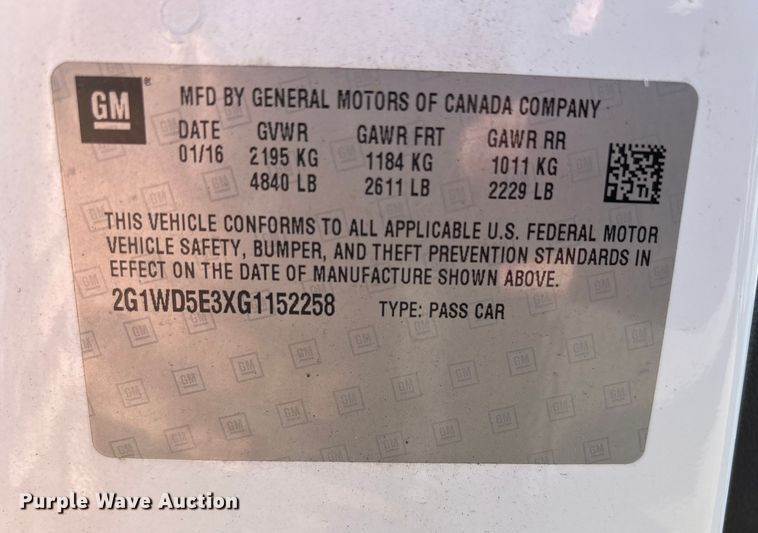 GM ®
MFD BY GENERAL MOTORS OF CANADA COMPANY
DATE GVWR GAWR FRT GAWR RR
01/16 2195 KG 1184 KG 1011 KG
4840 LB 2611 LB 2229 LB
THIS VEHICLE CONFORMS TO ALL APPLICABLE U.S. FEDERAL MOTOR
VEHICLE SAFETY, BUMPER, AND THEFT PREVENTION STANDARDS IN
EFFECT ON THE DATE OF MANUFACTURE SHOWN ABOVE.
2G1WD5E3XG1152258 TYPE: PASS CAR
Purple Wave Auction